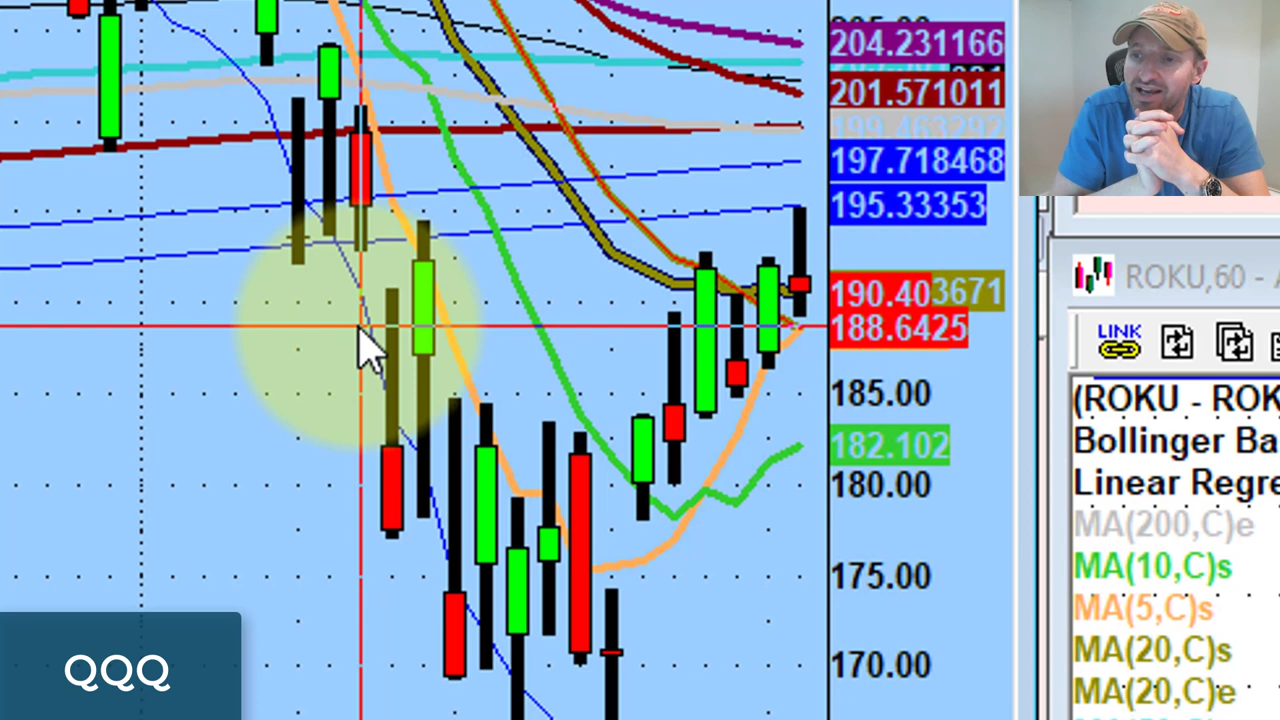 204.231166
201.571011
199.463292
197.718468
195.33353
190.403671
188.6425
185.00
182.102
180.00
175.00
170.00
ROKU,60 - A
LINK
(ROKU - ROK
Bollinger Ba
Linear Regre
MA(200,C)e
MA(10,C)s
MA(5,C)s
MA(20,C)s
MA(20,C)e
QQQ